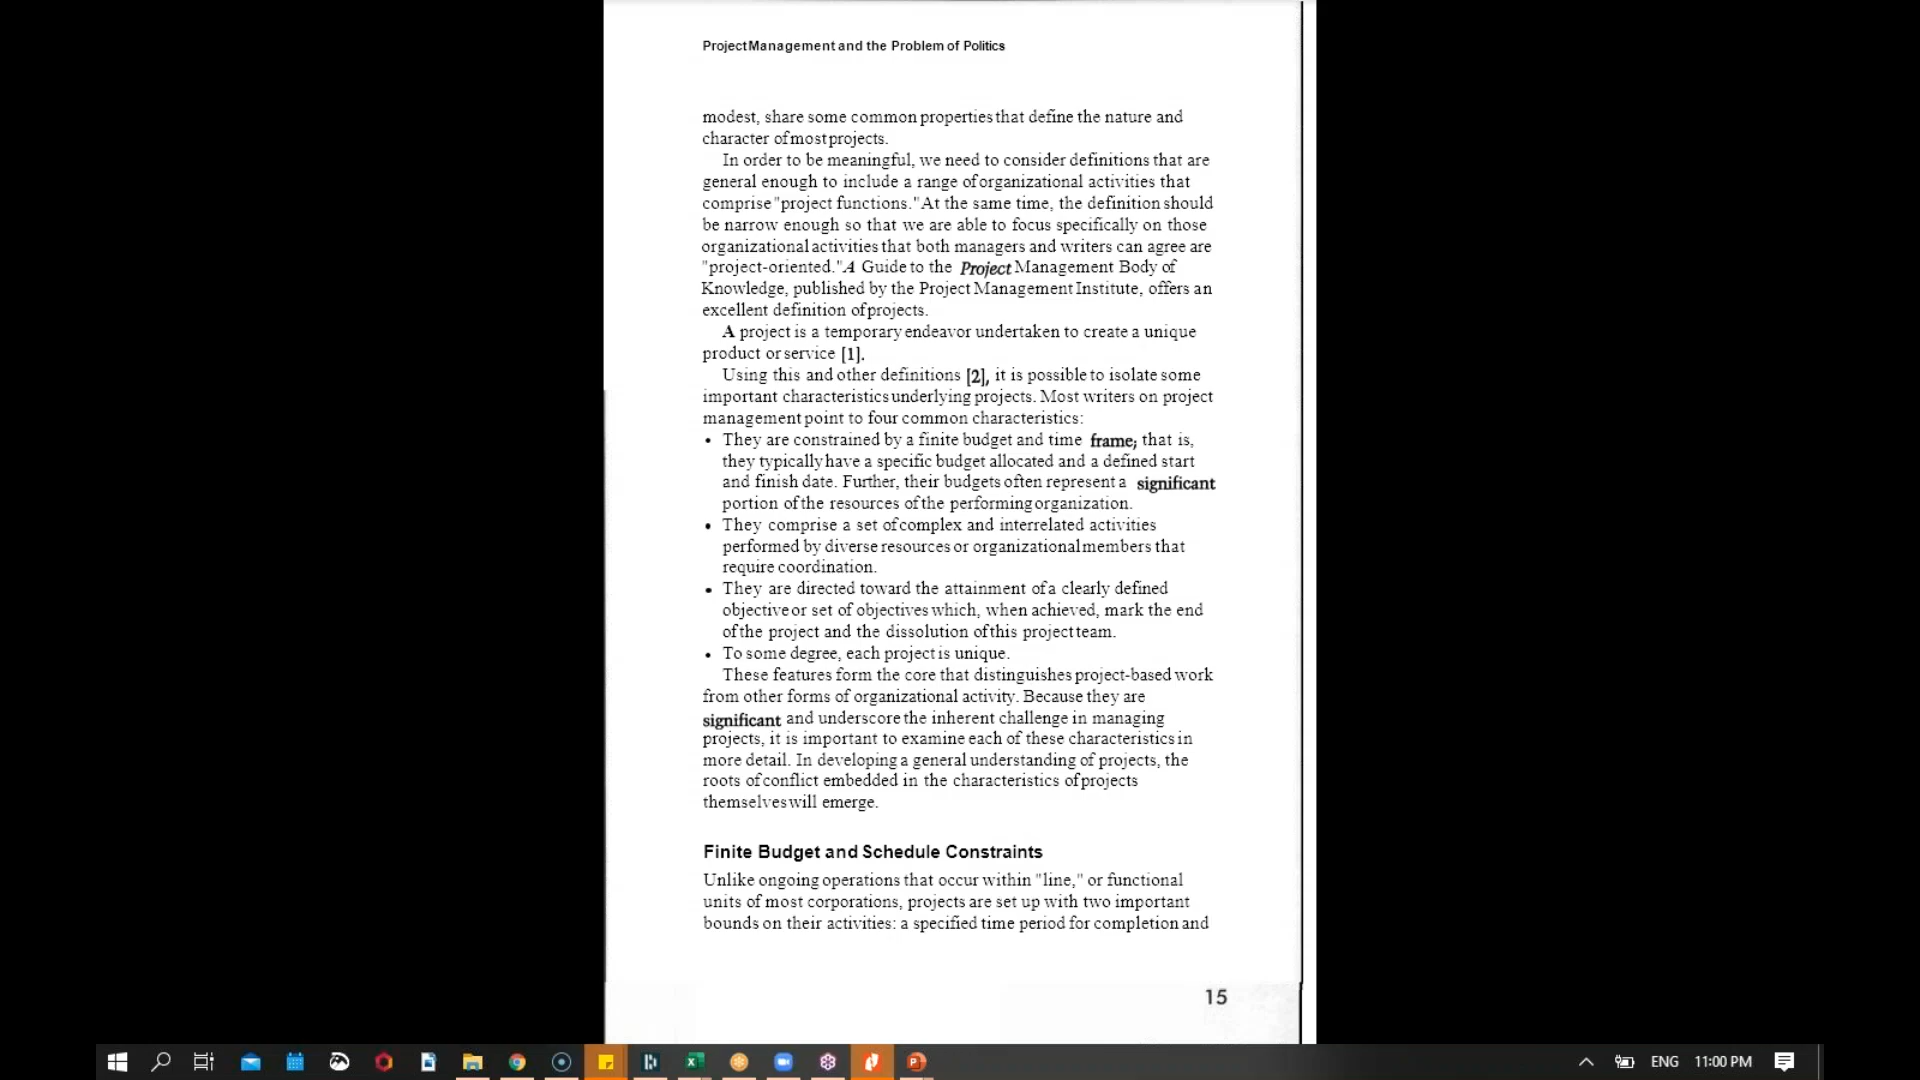 Project Management and the Problem of Politics
modest, share some common properties that define the nature and
character of most projects.
In order to be meaningful, we need to consider definitions that are
general enough to include a range of organizational activities that
comprise "project functions." At the same time, the definition should
be narrow enough so that we are able to focus specifically on those
organizational activities that both managers and writers can agree are
"project-oriented." A Guide to the Project Management Body of
Knowledge, published by the Project Management Institute, offers an
excellent definition of projects.
A project is a temporary endeavor undertaken to create a unique
product or service [1].
Using this and other definitions [2], it is possible to isolate some
important characteristics underlying projects. Most writers on project
management point to four common characteristics:
• They are constrained by a finite budget and time frame; that is,
they typically have a specific budget allocated and a defined start
and finish date. Further, their budgets often represent a significant
portion of the resources of the performing organization.
• They comprise a set of complex and interrelated activities
performed by diverse resources or organizational members that
require coordination.
• They are directed toward the attainment of a clearly defined
objective or set of objectives which, when achieved, mark the end
of the project and the dissolution of this project team.
• To some degree, each project is unique.
These features form the core that distinguishes project-based work
from other forms of organizational activity. Because they are
significant and underscore the inherent challenge in managing
projects, it is important to examine each of these characteristics in
more detail. In developing a general understanding of projects, the
roots of conflict embedded in the characteristics of projects
themselves will emerge.
Finite Budget and Schedule Constraints
Unlike ongoing operations that occur within "line," or functional
units of most corporations, projects are set up with two important
bounds on their activities: a specified time period for completion and
15
ENG 11:00 PM